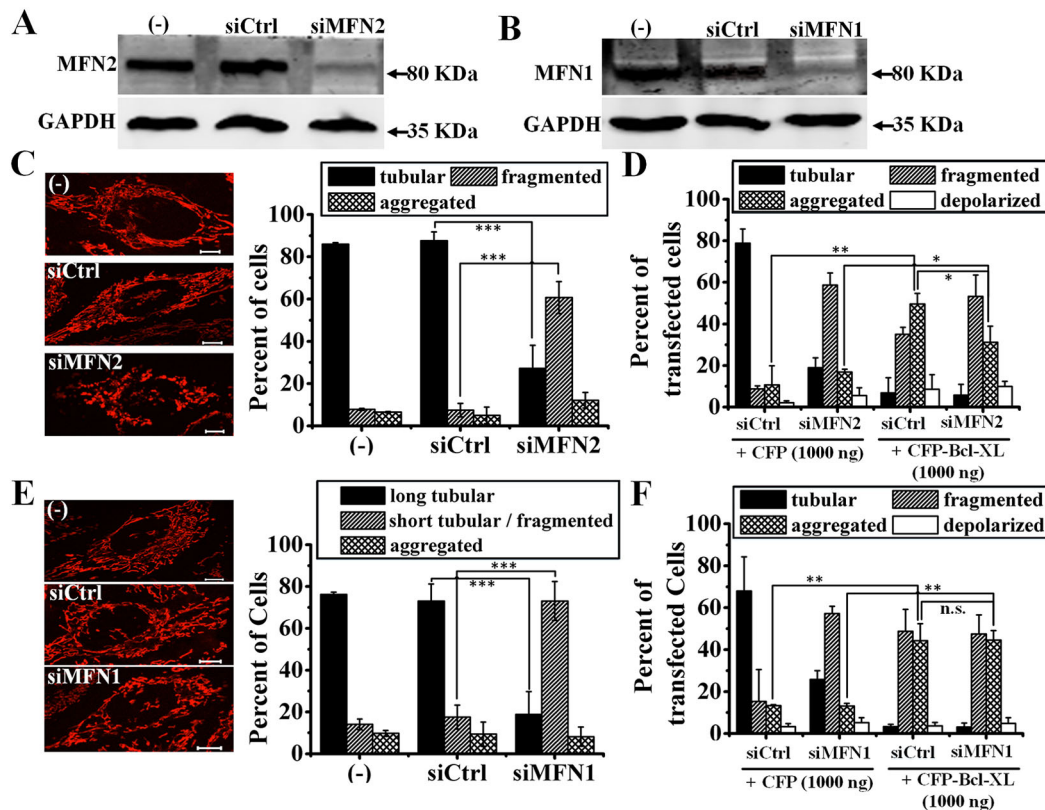 A
(-) siCtrl siMFN2
MFN2
80 KDa
GAPDH
35 KDa
B
(-) siCtrl siMFN1
MFN1
80 KDa
GAPDH
35 KDa
C
(-)
siCtrl
siMFN2
tubular fragmented
aggregated
Percent of cells
100
80
60
40
20
0
***
***
(-) siCtrl siMFN2
D
tubular fragmented
aggregated depolarized
Percent of
transfected cells
100
80
60
40
20
0
**
*
*
siCtrl siMFN2 siCtrl siMFN2
+ CFP (1000 ng) + CFP-Bcl-XL
(1000 ng)
E
(-)
siCtrl
siMFN1
long tubular
short tubular / fragmented
aggregated
Percent of Cells
100
80
60
40
20
0
***
***
(-) siCtrl siMFN1
F
tubular fragmented
aggregated depolarized
Percent of
transfected Cells
100
80
60
40
20
0
**
**
n.s.
siCtrl siMFN1 siCtrl siMFN1
+ CFP (1000 ng) + CFP-Bcl-XL
(1000 ng)